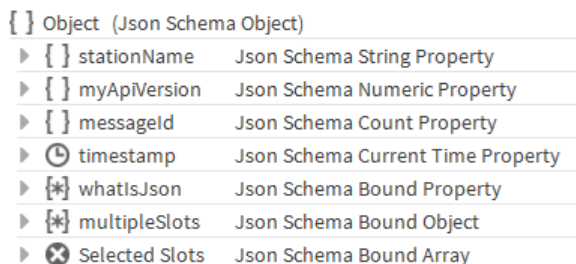 { } Object (Json Schema Object)
{ } stationName Json Schema String Property
{ } myApiVersion Json Schema Numeric Property
{ } messageId Json Schema Count Property
timestamp Json Schema Current Time Property
{*} whatIsJson Json Schema Bound Property
{*} multipleSlots Json Schema Bound Object
Selected Slots Json Schema Bound Array